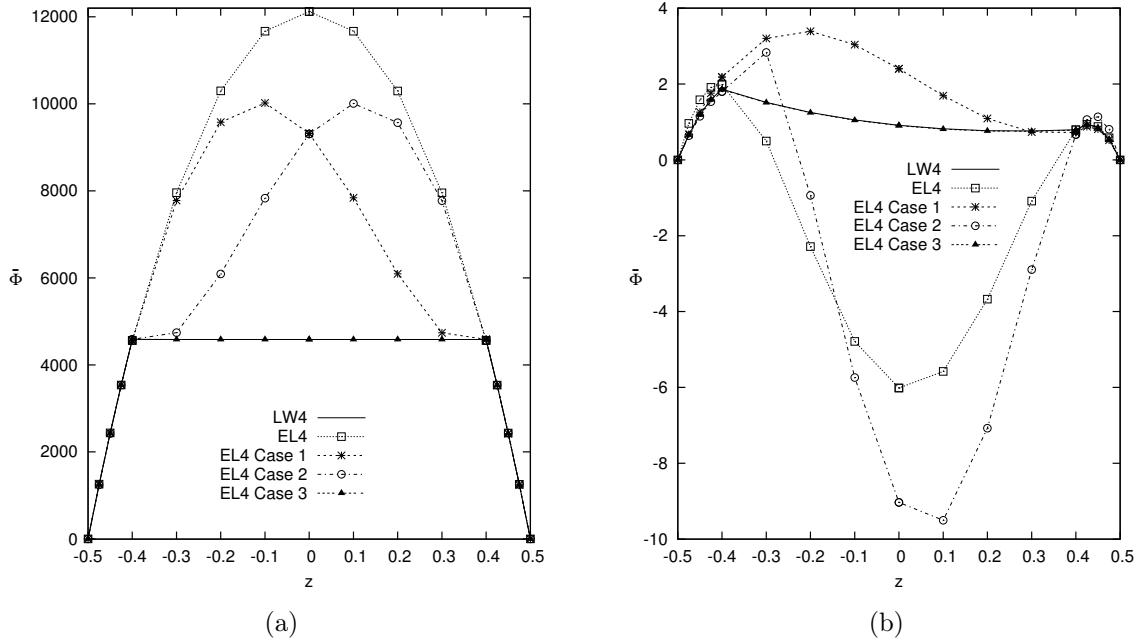 12000
10000
8000
6000
4000
2000
0
Φ̄
LW4
EL4
EL4 Case 1
EL4 Case 2
EL4 Case 3
-0.5 -0.4 -0.3 -0.2 -0.1 0 0.1 0.2 0.3 0.4 0.5
z
(a)
4
2
0
-2
-4
-6
-8
-10
Φ̄
LW4
EL4
EL4 Case 1
EL4 Case 2
EL4 Case 3
-0.5 -0.4 -0.3 -0.2 -0.1 0 0.1 0.2 0.3 0.4 0.5
z
(b)